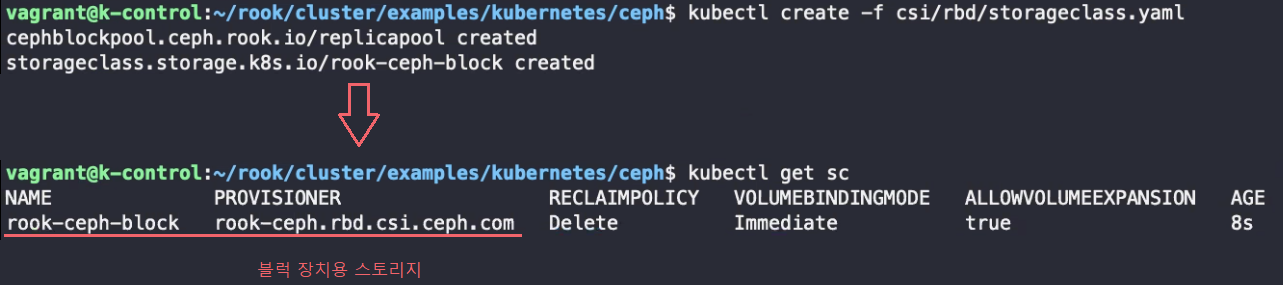 vagrant@k-control:~/rook/cluster/examples/kubernetes/ceph$ kubectl create -f csi/rbd/storageclass.yaml
cephblockpool.ceph.rook.io/replicapool created
storageclass.storage.k8s.io/rook-ceph-block created
vagrant@k-control:~/rook/cluster/examples/kubernetes/ceph$ kubectl get sc
NAME PROVISIONER RECLAIMPOLICY VOLUMEBINDINGMODE ALLOWVOLUMEEXPANSION AGE
rook-ceph-block rook-ceph.rbd.csi.ceph.com Delete Immediate true 8s
블럭 장치용 스토리지